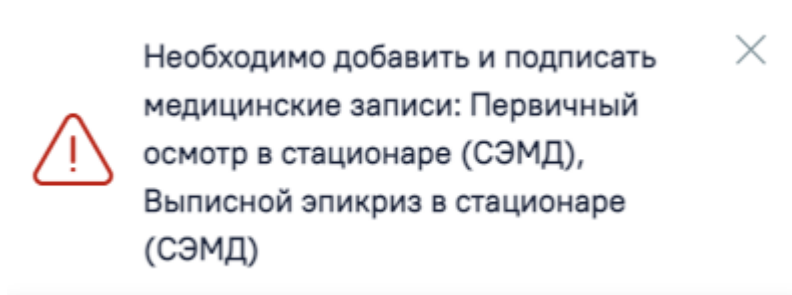 Необходимо добавить и подписать
медицинские записи: Первичный
осмотр в стационаре (СЭМД),
Выписной эпикриз в стационаре
(СЭМД)